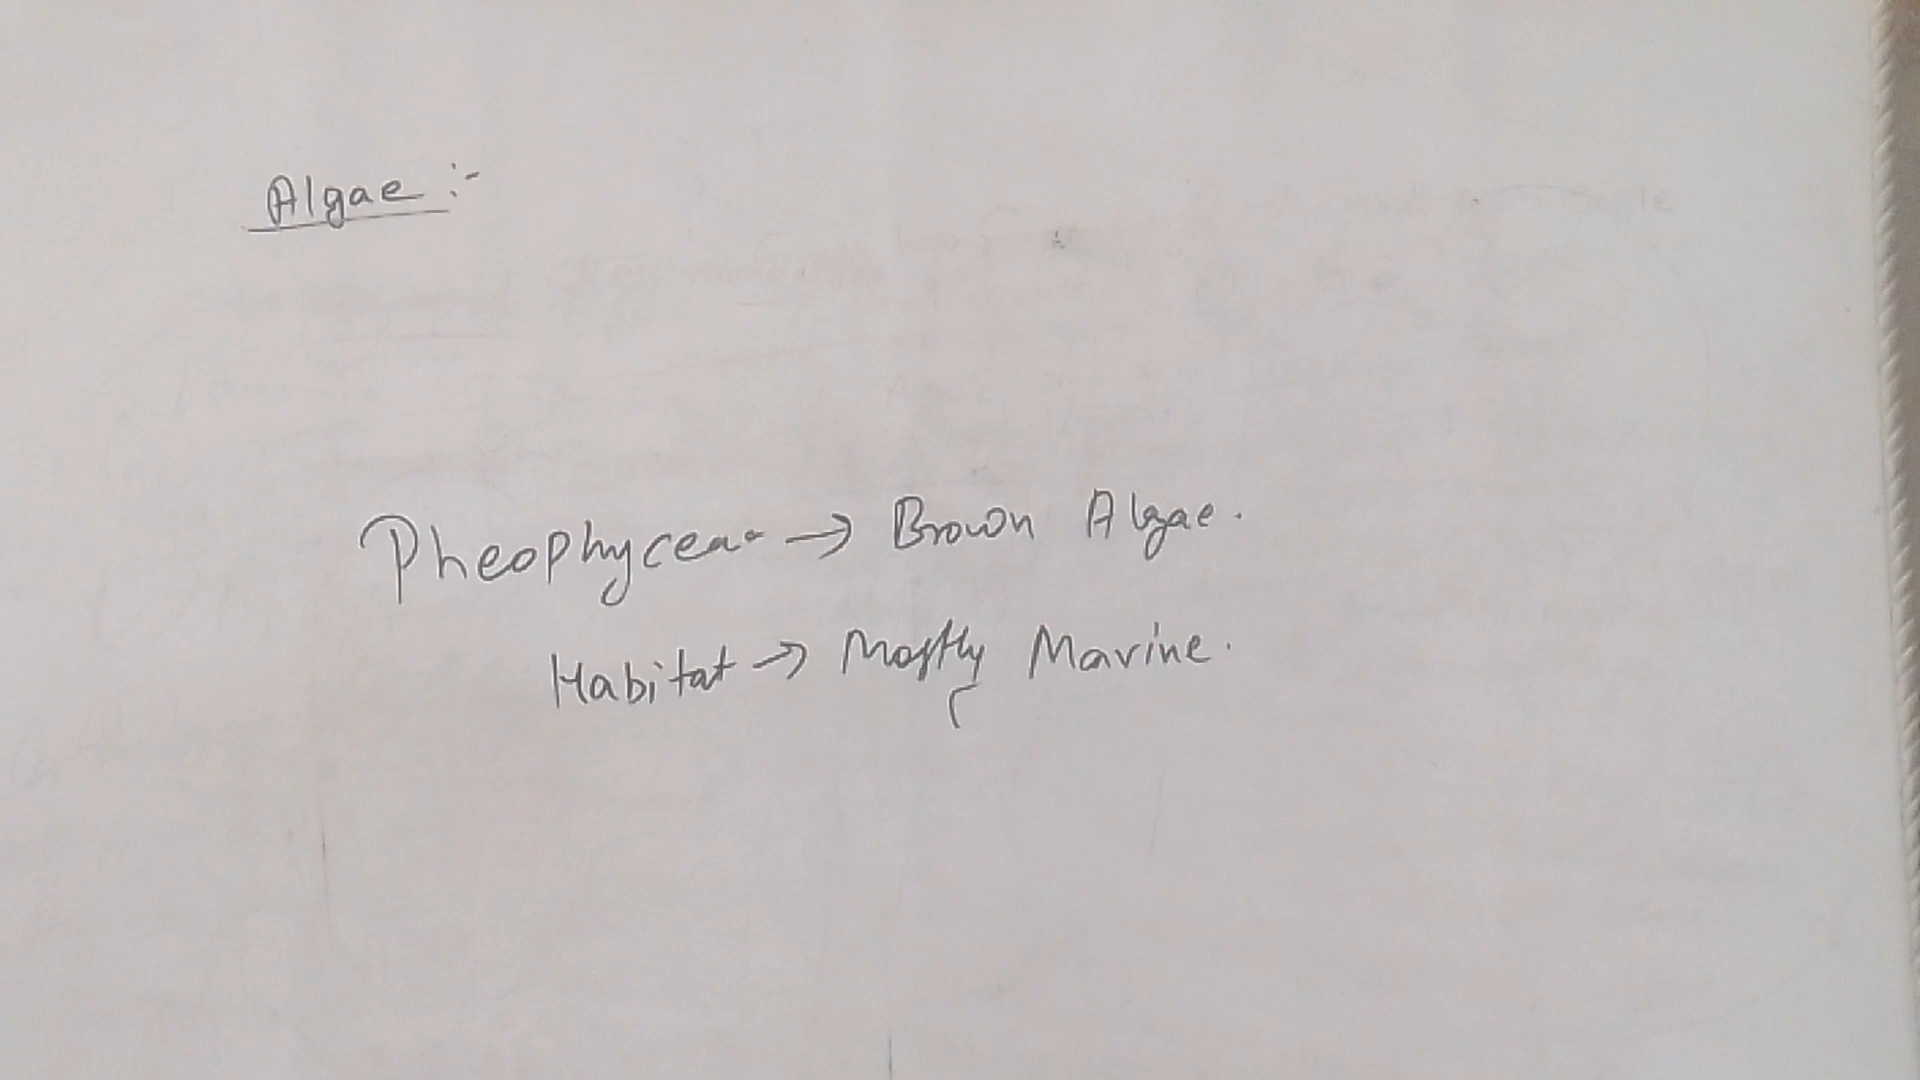 Algae :-
Pheophyceae → Brown Algae.
Habitat → Mostly Marine.